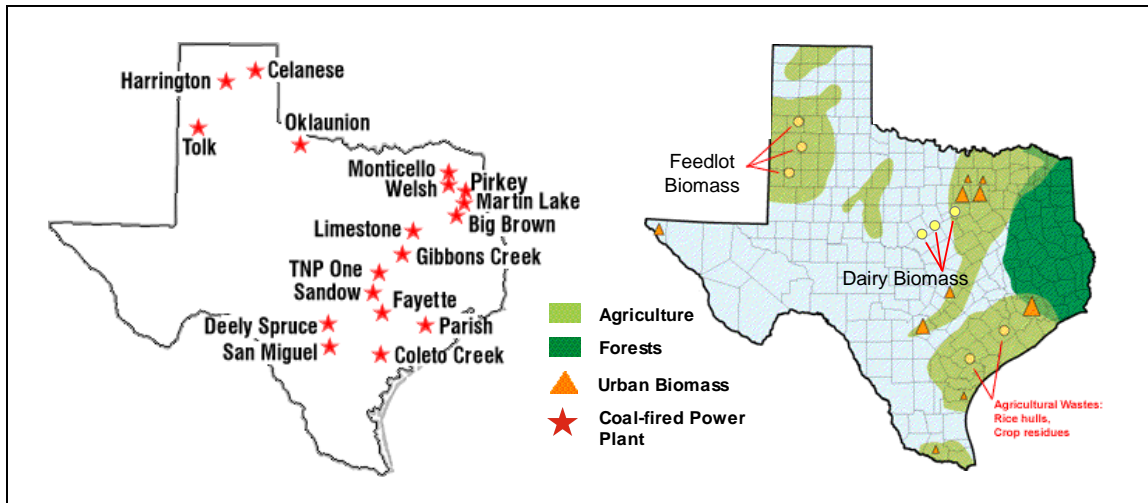 Celanese
Harrington
Tolk
Oklaunion
Monticello
Welsh
Pirkey
Martin Lake
Big Brown
Limestone
Gibbons Creek
TNP One
Sandow
Fayette
Deely Spruce
Parish
San Miguel
Coleto Creek
Agriculture
Forests
Urban Biomass
Coal-fired Power
Plant
Feedlot
Biomass
Dairy Biomass
Agricultural Wastes:
Rice hulls,
Crop residues